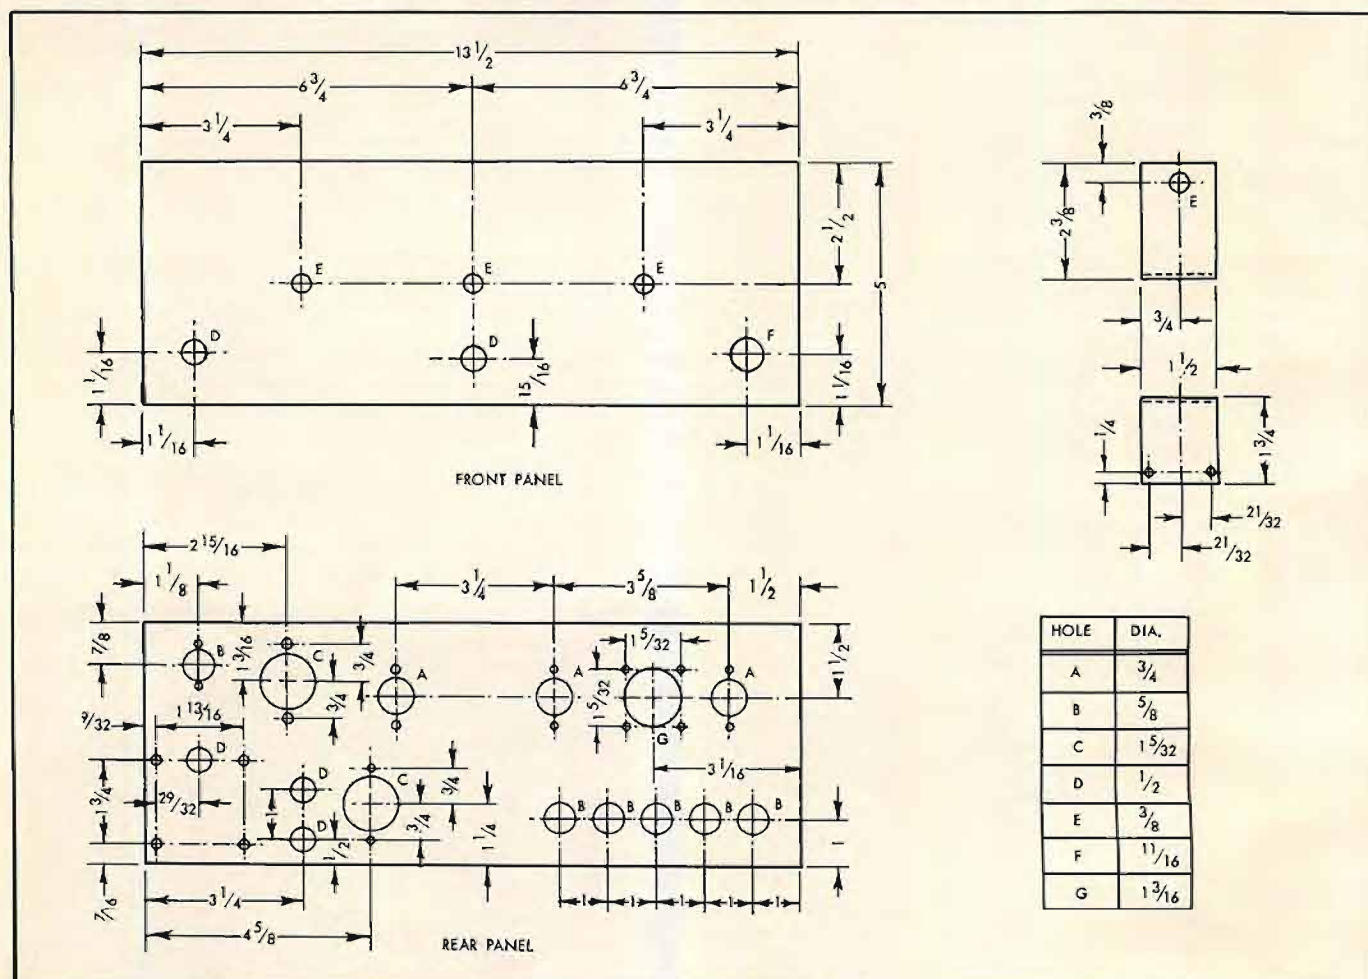 13 1/2
6 3/4 6 3/4
3 1/4 3 1/4
3/8
E
2 3/8
2 1/2
5
E E E
D D F
3/4
1 1/16 15/16 1 1/16
1 1/2
1 1/16 1 1/16
1/4 1 3/4
FRONT PANEL
21/32
21/32
2 15/16
1 1/8 3 1/4 3 5/8 1 1/2
7/8 B 1 3/16 C 3/4 A A 1 5/32 A 1 1/2
1 5/32
3/4
9/32 1 13/16
G
D 3 1/16
1 3/4 29/32 D 1 C 3/4
B B B B B
D 1/2 3/4 1 1/4 1
7/16
3 1/4 1 1 1 1 1
4 5/8
REAR PANEL
HOLE DIA.
A 3/4
B 5/8
C 1 5/32
D 1/2
E 3/8
F 11/16
G 1 3/16